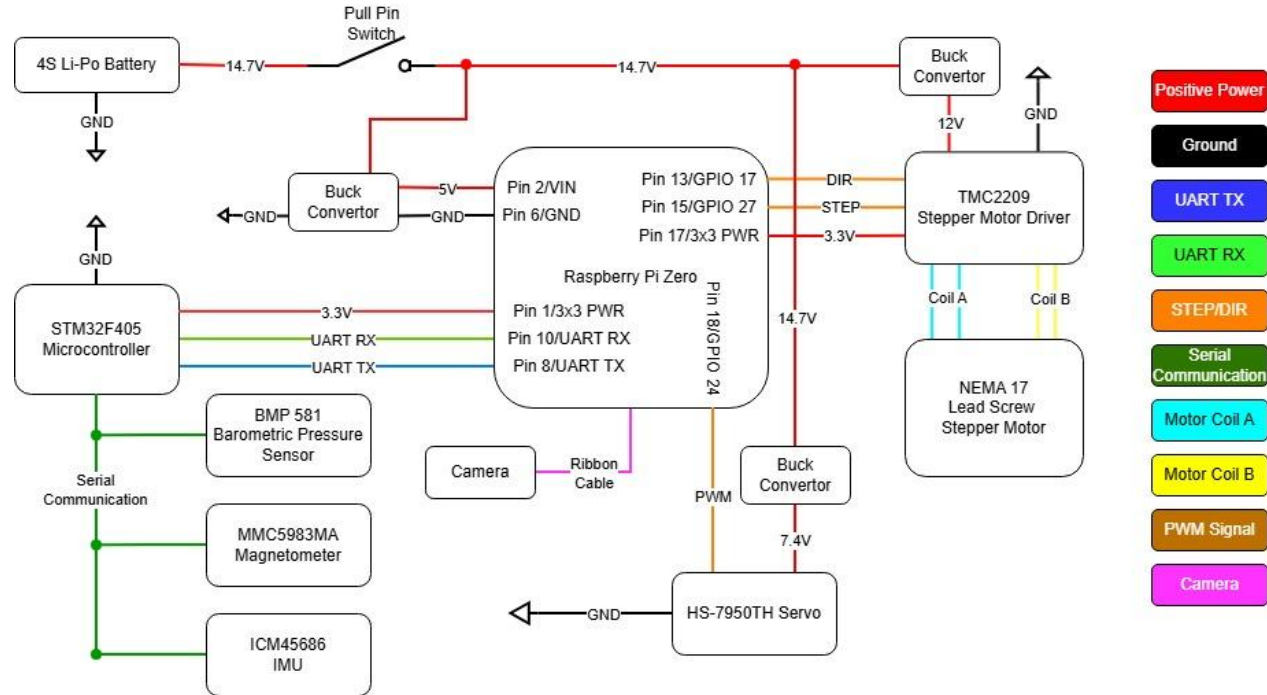 Pull Pin
Switch
4S Li-Po Battery
14.7V
14.7V
Buck
Convertor
GND
GND
12V
Positive Power
Ground
UART TX
UART RX
STEP/DIR
Serial
Communication
Motor Coil A
Motor Coil B
PWM Signal
Camera
Buck
Convertor
5V
GND
GND
Pin 2/VIN
Pin 6/GND
Pin 13/GPIO 17
Pin 15/GPIO 27
Pin 17/3x3 PWR
DIR
STEP
3.3V
TMC2209
Stepper Motor Driver
Raspberry Pi Zero
Pin 18/GPIO 24
Pin 1/3x3 PWR
Pin 10/UART RX
Pin 8/UART TX
GND
STM32F405
Microcontroller
3.3V
UART RX
UART TX
14.7V
Coil A
Coil B
NEMA 17
Lead Screw
Stepper Motor
BMP 581
Barometric Pressure
Sensor
Serial
Communication
MMC5983MA
Magnetometer
ICM45686
IMU
Camera
Ribbon
Cable
PWM
Buck
Convertor
7.4V
GND
HS-7950TH Servo